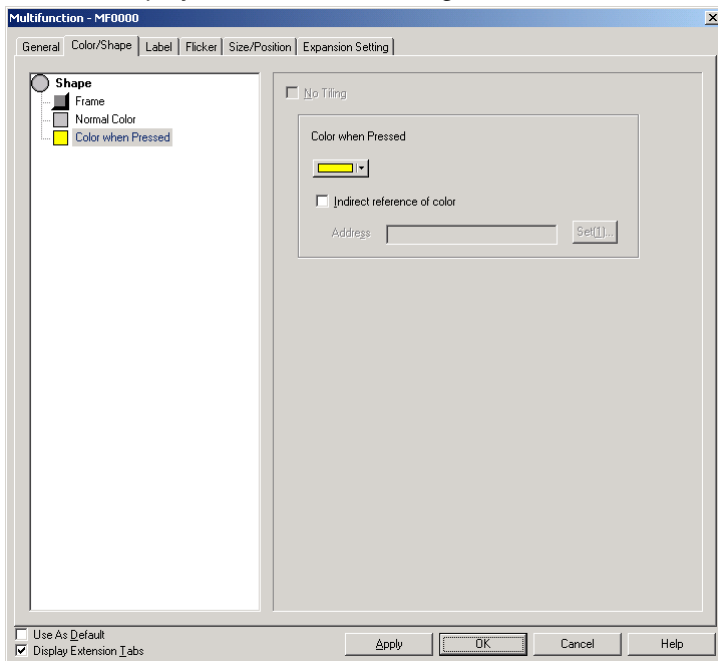 Multifunction - MF0000
General Color/Shape Label Flicker Size/Position Expansion Setting
Shape
Frame
Normal Color
Color when Pressed
No Tiling
Color when Pressed
Indirect reference of color
Address Set[1]...
Use As Default
Display Extension Tabs
Apply OK Cancel Help